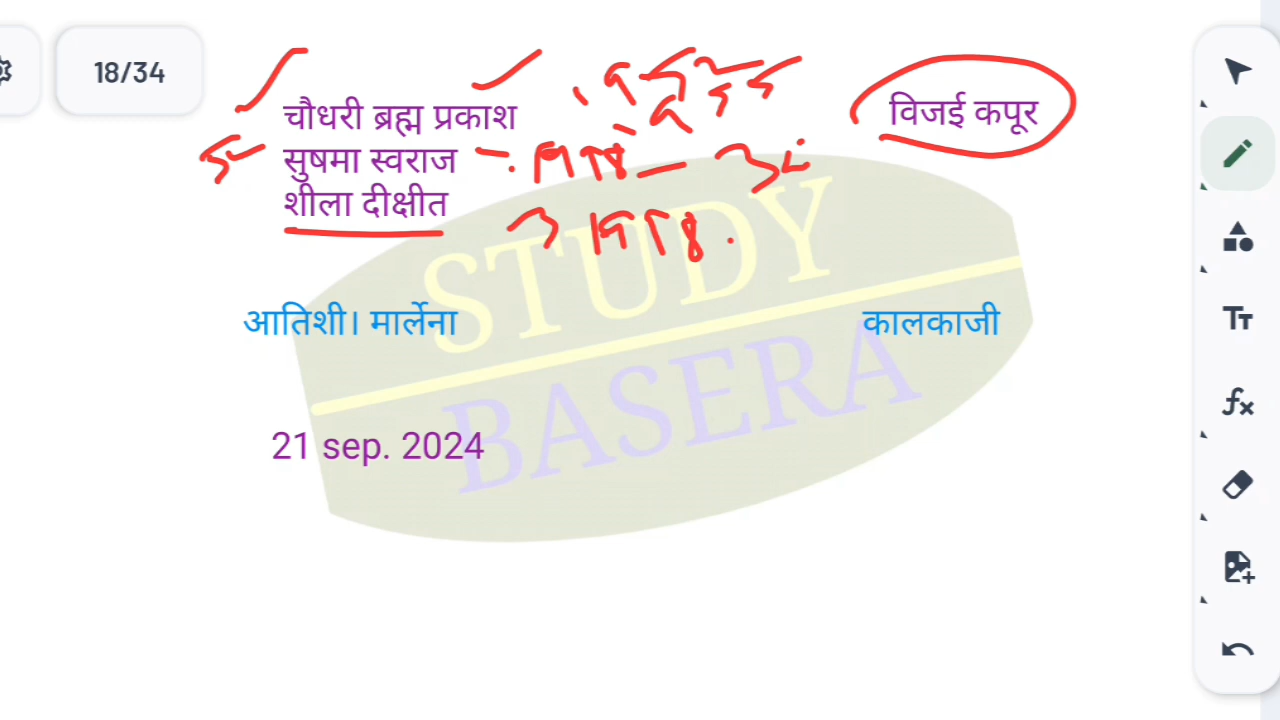 18/34
चौधरी ब्रह्म प्रकाश
विजई कपूर
सुषमा स्वराज
शीला दीक्षीत
STUDY
BASERA
आतिशी। मार्लेना
कालकाजी
21 sep. 2024